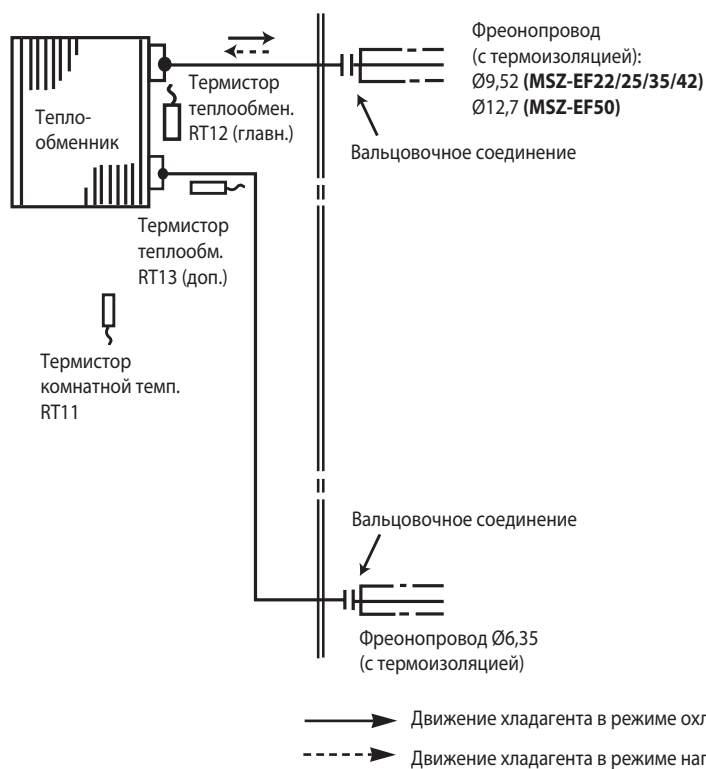 Фреонопровод
(с термоизоляцией):
Ø9,52 (MSZ-EF22/25/35/42)
Ø12,7 (MSZ-EF50)
Вальцовочное соединение
Тепло-
обменник
Термистор
теплообмен.
RT12 (главн.)
Термистор
теплообм.
RT13 (доп.)
Термистор
комнатной темп.
RT11
Вальцовочное соединение
Фреонопровод Ø6,35
(с термоизоляцией)
Движение хладагента в режиме
Движение хладагента в режиме